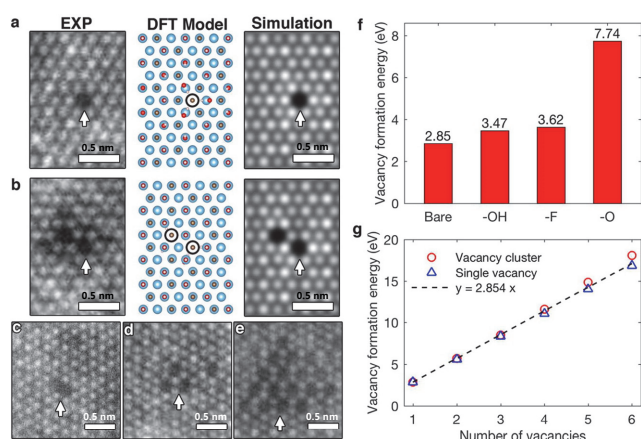 a
EXP
DFT Model
Simulation
0.5 nm
0.5 nm
b
0.5 nm
0.5 nm
c
0.5 nm
d
0.5 nm
e
0.5 nm
f
Vacancy formation energy (eV)
8
6
4
2
0
2.85
3.47
3.62
7.74
Bare
-OH
-F
-O
g
Vacancy formation energy (eV)
20
15
10
5
0
Vacancy cluster
Single vacancy
y = 2.854 x
1
2
3
4
5
6
Number of vacancies